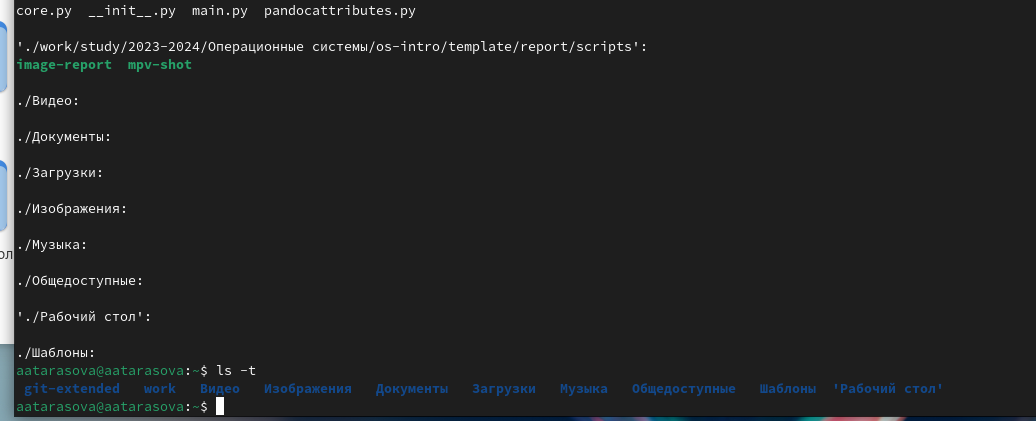 core.py  __init__.py  main.py  pandocattributes.py
'./work/study/2023-2024/Операционные системы/os-intro/template/report/scripts':
image-report  mpv-shot
./Видео:
./Документы:
./Загрузки:
./Изображения:
./Музыка:
./Общедоступные:
'./Рабочий стол':
./Шаблоны:
aatarasova@aatarasova:~$ ls -t
git-extended  work  Видео  Изображения  Документы  Загрузки  Музыка  Общедоступные  Шаблоны  'Рабочий стол'
aatarasova@aatarasova:~$